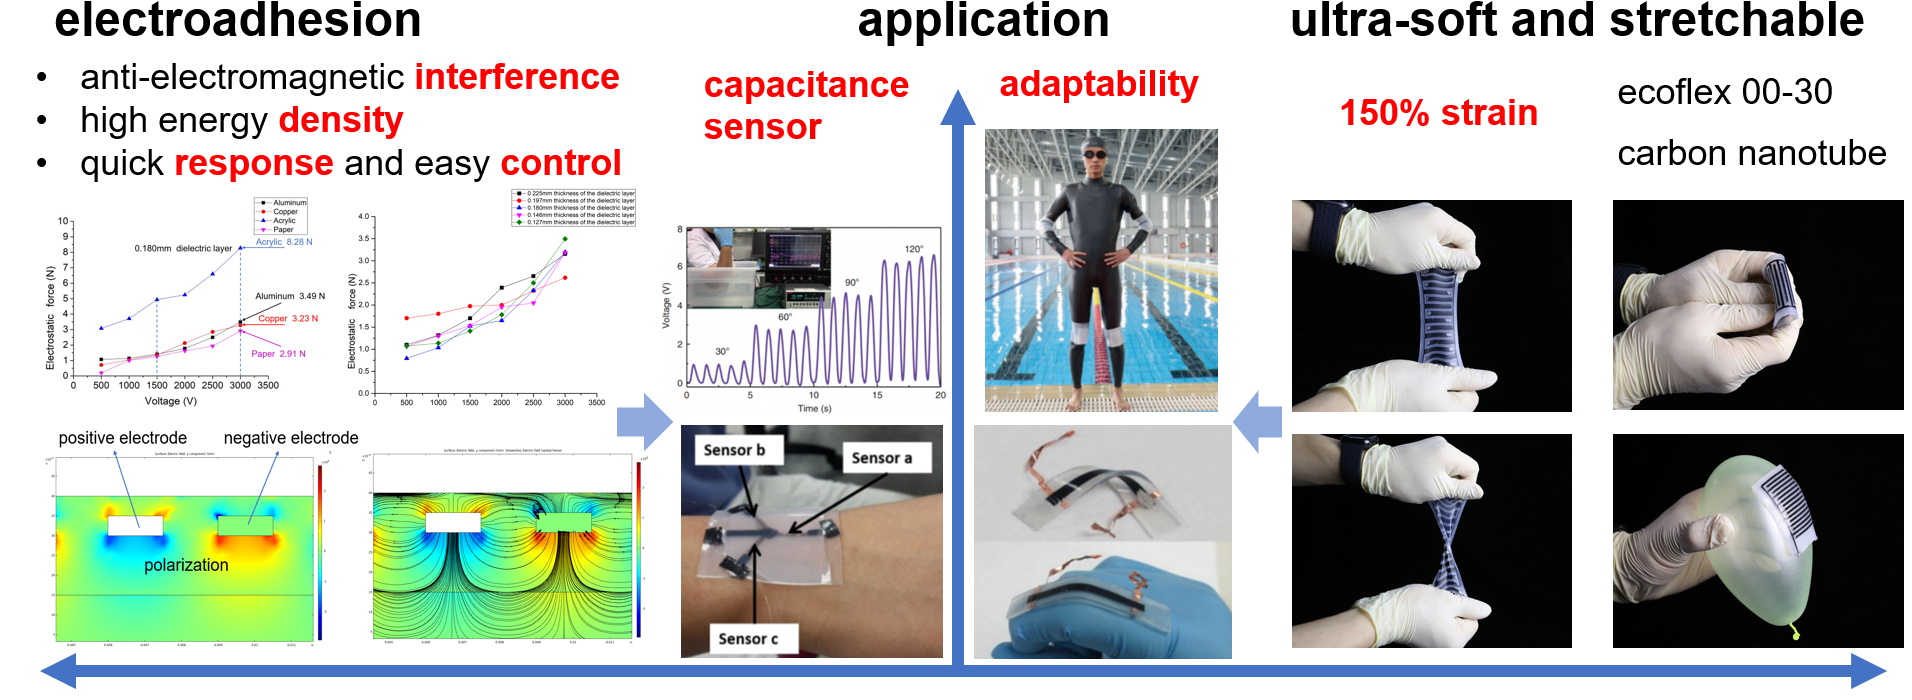 electroadhesion
• anti-electromagnetic interference
• high energy density
• quick response and easy control
Aluminum
Copper
Acrylic
Paper
0.180mm dielectric layer
Acrylic 8.28 N
Aluminum 3.49 N
Copper 3.23 N
Paper 2.91 N
Electrostatic force (N)
10
9
8
7
6
5
4
3
2
1
0
0 500 1000 1500 2000 2500 3000 3500
Voltage (V)
0.225mm thickness of the dielectric layer
0.197mm thickness of the dielectric layer
0.180mm thickness of the dielectric layer
0.146mm thickness of the dielectric layer
0.127mm thickness of the dielectric layer
Electrostatic force (N)
4.0
3.5
3.0
2.5
2.0
1.5
1.0
0.5
0.0
0 500 1000 1500 2000 2500 3000 3500
positive electrode
negative electrode
polarization
application
capacitance
sensor
adaptability
Voltage (V)
8
6
4
2
0
30°
60°
90°
120°
0 5 10 15 20
Time (s)
Sensor b
Sensor a
Sensor c
ultra-soft and stretchable
150% strain
ecoflex 00-30
carbon nanotube